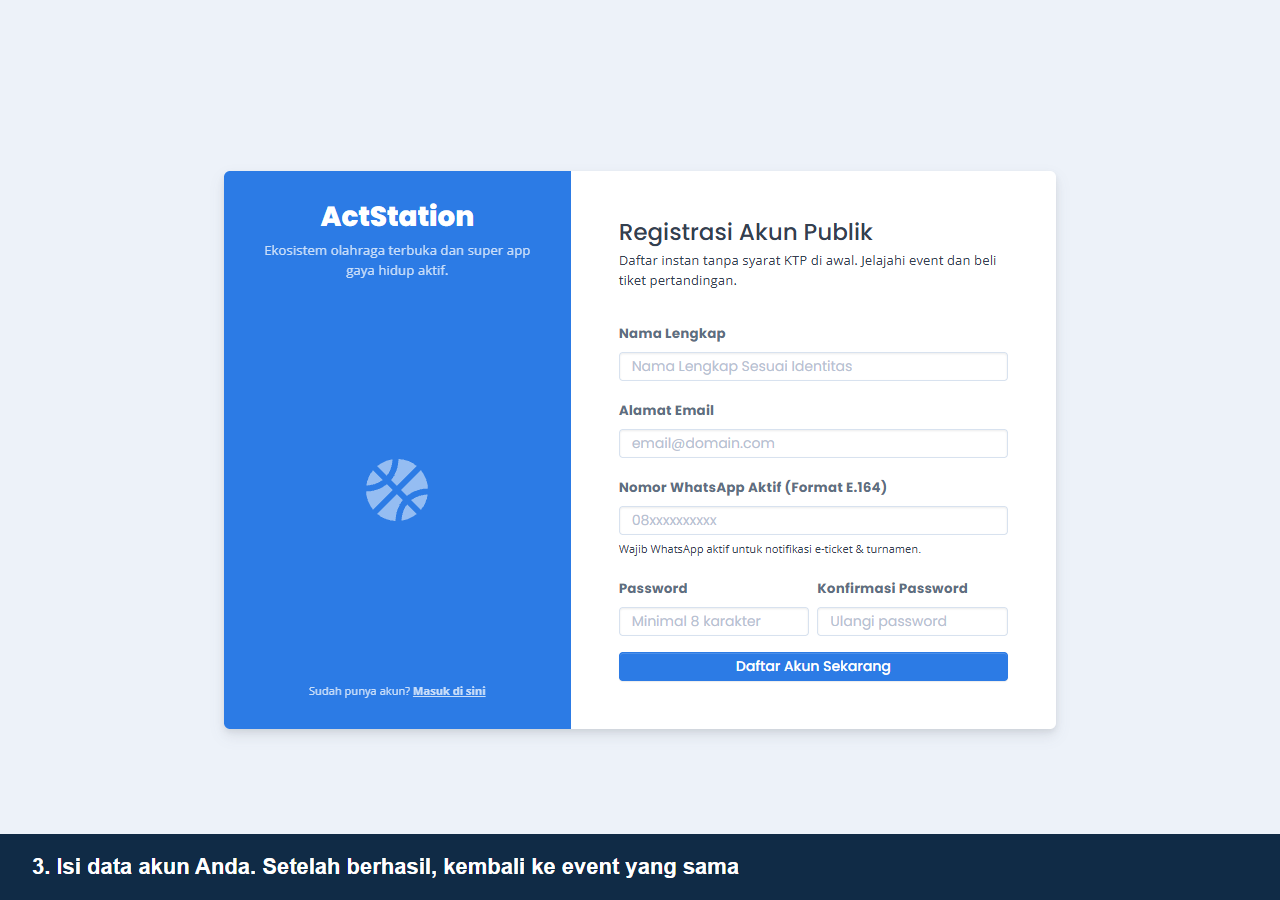 ActStation
Ekosistem olahraga terbuka dan super app
gaya hidup aktif.
Sudah punya akun? Masuk di sini
Registrasi Akun Publik
Daftar instan tanpa syarat KTP di awal. Jelajahi event dan beli
tiket pertandingan.
Nama Lengkap
Nama Lengkap Sesuai Identitas
Alamat Email
email@domain.com
Nomor WhatsApp Aktif (Format E.164)
08xxxxxxxxxx
Wajib WhatsApp aktif untuk notifikasi e-ticket & turnamen.
Password
Minimal 8 karakter
Konfirmasi Password
Ulangi password
Daftar Akun Sekarang
3. Isi data akun Anda. Setelah berhasil, kembali ke event yang sama